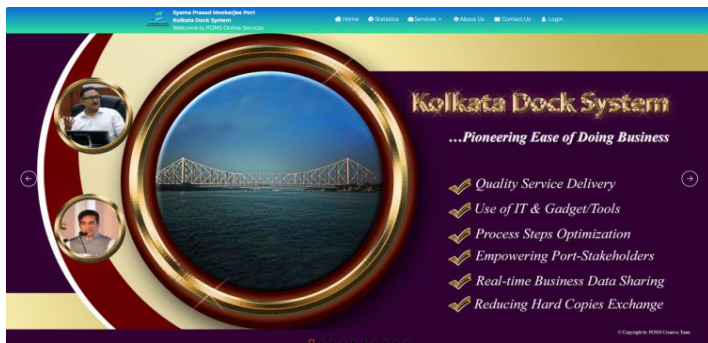 Syama Prasad Mookerjee Port
Kolkata Dock System
Welcome to POMS Online Services
Home Statistics Services About Us Contact Us Login
Kolkata Dock System
...Pioneering Ease of Doing Business
Quality Service Delivery
Use of IT & Gadget/Tools
Process Steps Optimization
Empowering Port-Stakeholders
Real-time Business Data Sharing
Reducing Hard Copies Exchange
© Copyright by POMS Creative Team